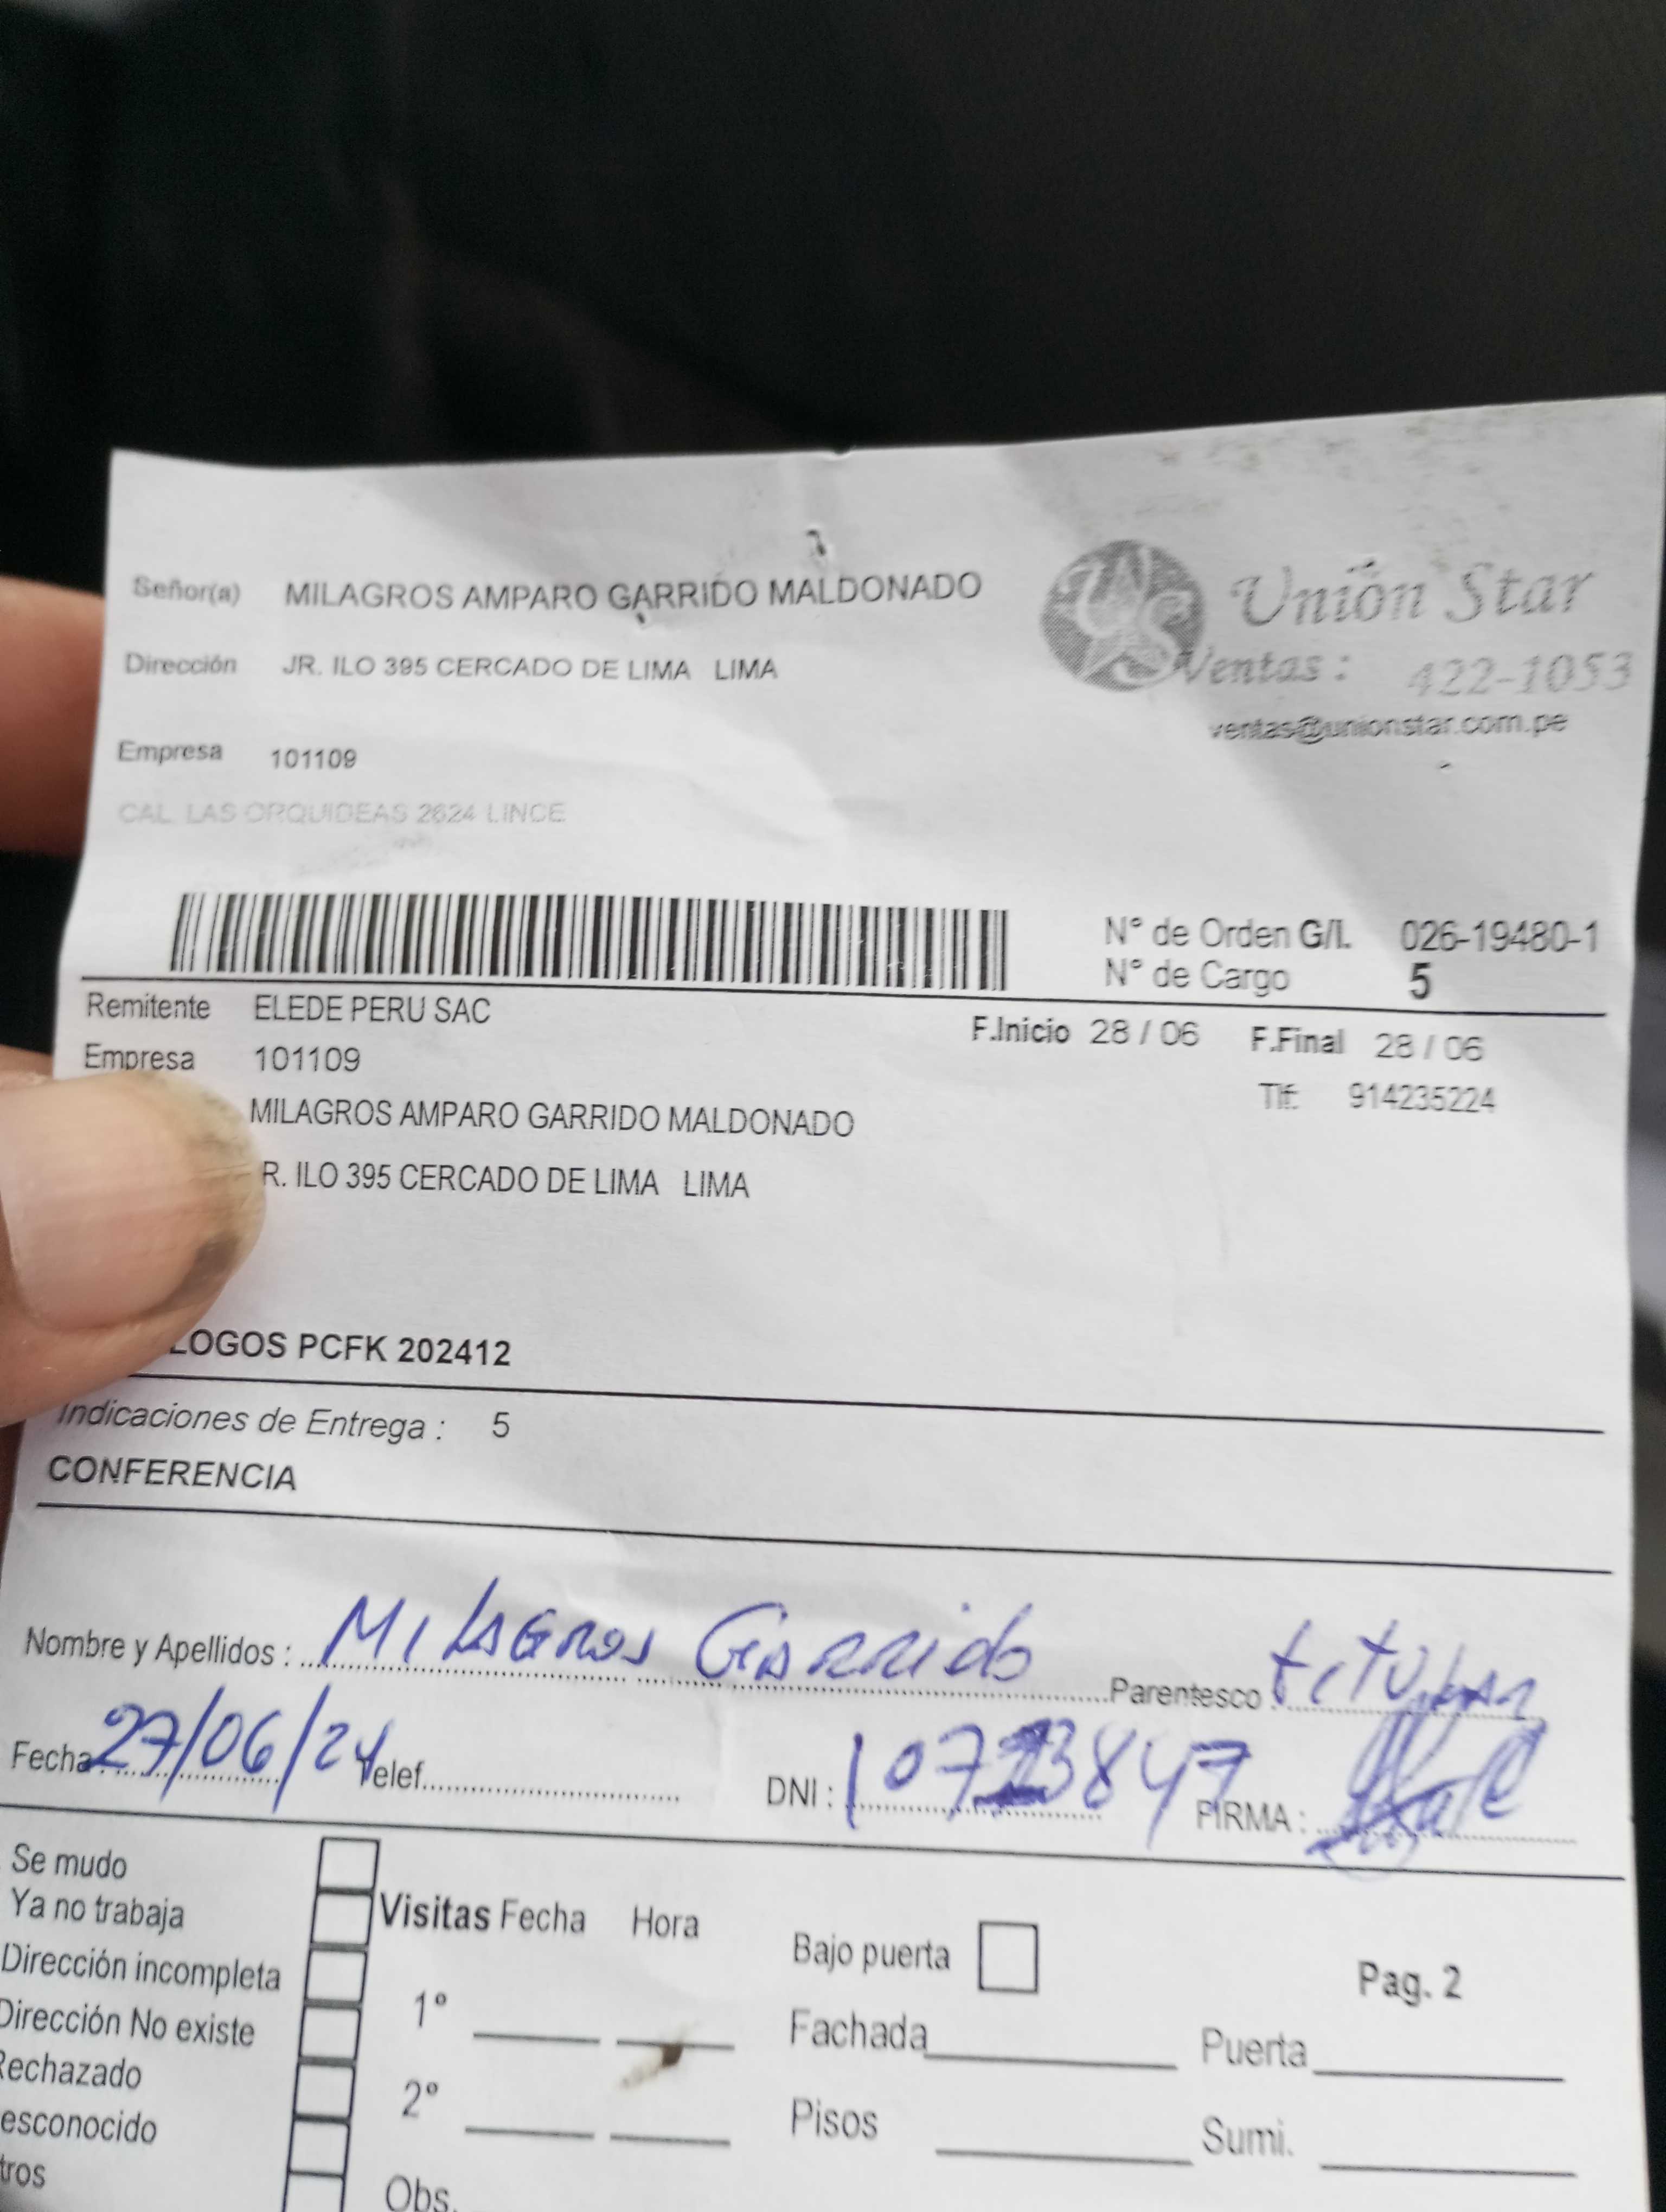 Señor(a) MILAGROS AMPARO GARRIDO MALDONADO
Unión Star
Dirección JR. ILO 395 CERCADO DE LIMA LIMA
Ventas : 422-1053
ventas@unionstar.com.pe
Empresa 101109
CAL. LAS ORQUIDEAS 2624 LINCE
N° de Orden G/I. 026-19480-1
N° de Cargo 5
Remitente ELEDE PERU SAC
F.Inicio 28 / 06 F.Final 28 / 06
Empresa 101109
Tlf: 914235224
MILAGROS AMPARO GARRIDO MALDONADO
R. ILO 395 CERCADO DE LIMA LIMA
LOGOS PCFK 202412
Indicaciones de Entrega : 5
CONFERENCIA
Nombre y Apellidos : Milagros Garrido Parentesco : titular
Fecha : 27/06/24 Telef. DNI : FIRMA :
Se mudo
Ya no trabaja
Dirección incompleta
Dirección No existe
Rechazado
esconocido
tros
Visitas Fecha Hora
1°
2°
Obs.
Bajo puerta
Pag. 2
Fachada Puerta
Pisos Sumi.